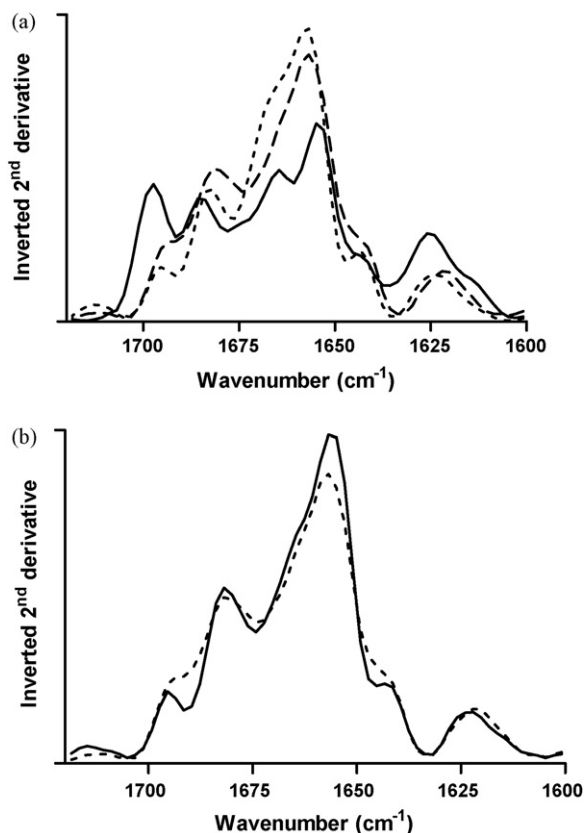 (a)
Inverted 2nd derivative
1700 1675 1650 1625 1600
Wavenumber (cm-1)
(b)
Inverted 2nd derivative
1700 1675 1650 1625 1600
Wavenumber (cm-1)